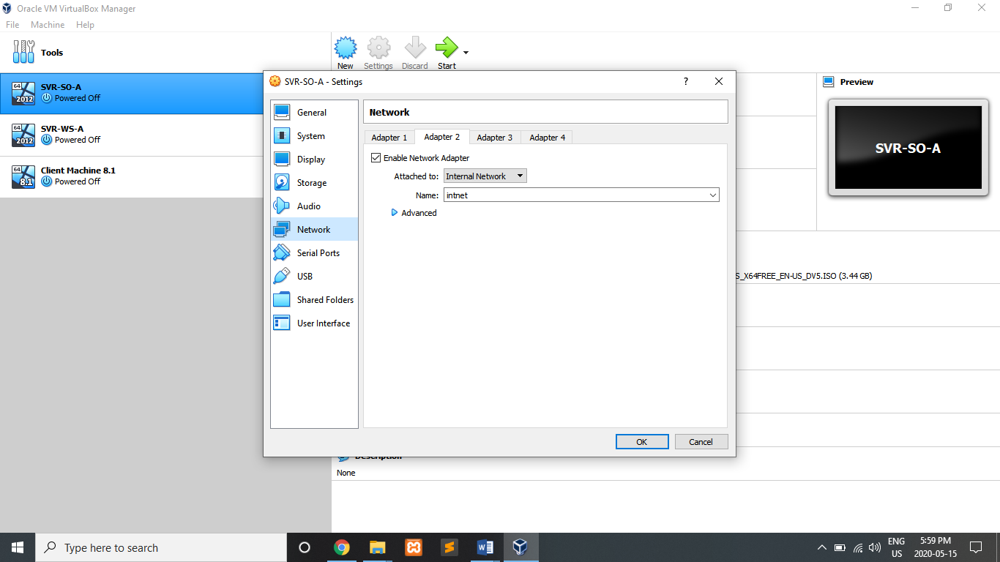 Oracle VM VirtualBox Manager
File Machine Help
Tools
New Settings Discard Start
64 2012 SVR-SO-A
Powered Off
64 2012 SVR-WS-A
Powered Off
64 8.1 Client Machine 8.1
Powered Off
SVR-SO-A - Settings
?
General
System
Display
Storage
Audio
Network
Serial Ports
USB
Shared Folders
User Interface
Network
Adapter 1 Adapter 2 Adapter 3 Adapter 4
Enable Network Adapter
Attached to: Internal Network
Name: intnet
Advanced
OK Cancel
Preview
SVR-SO-A
S_X64FREE_EN-US_DV5.ISO (3.44 GB)
Description
None
Type here to search
ENG
US
5:59 PM
2020-05-15